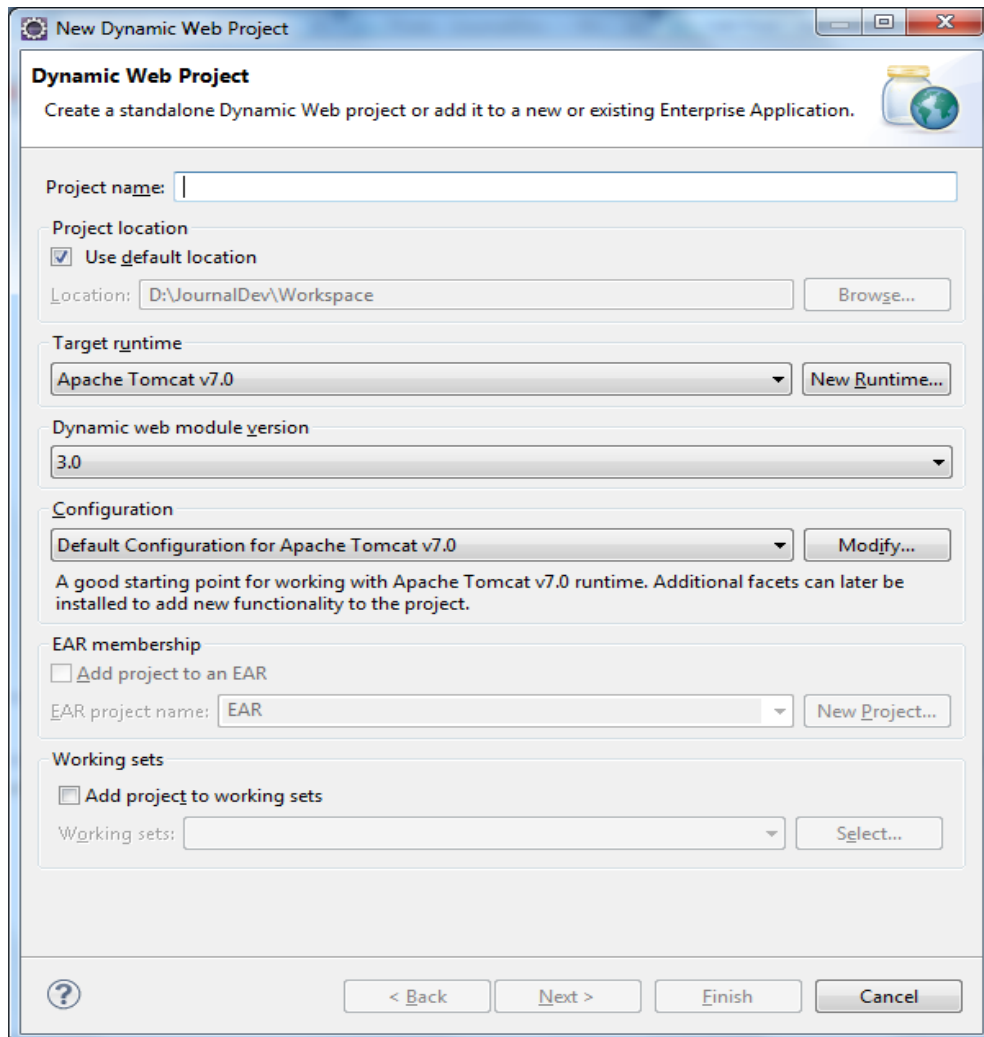 New Dynamic Web Project
Dynamic Web Project
Create a standalone Dynamic Web project or add it to a new or existing Enterprise Application.
Project name:
Project location
Use default location
Location: D:\JournalDev\Workspace Browse...
Target runtime
Apache Tomcat v7.0 New Runtime...
Dynamic web module version
3.0
Configuration
Default Configuration for Apache Tomcat v7.0 Modify...
A good starting point for working with Apache Tomcat v7.0 runtime. Additional facets can later be
installed to add new functionality to the project.
EAR membership
Add project to an EAR
EAR project name: EAR New Project...
Working sets
Add project to working sets
Working sets: Select...
? < Back Next > Finish Cancel